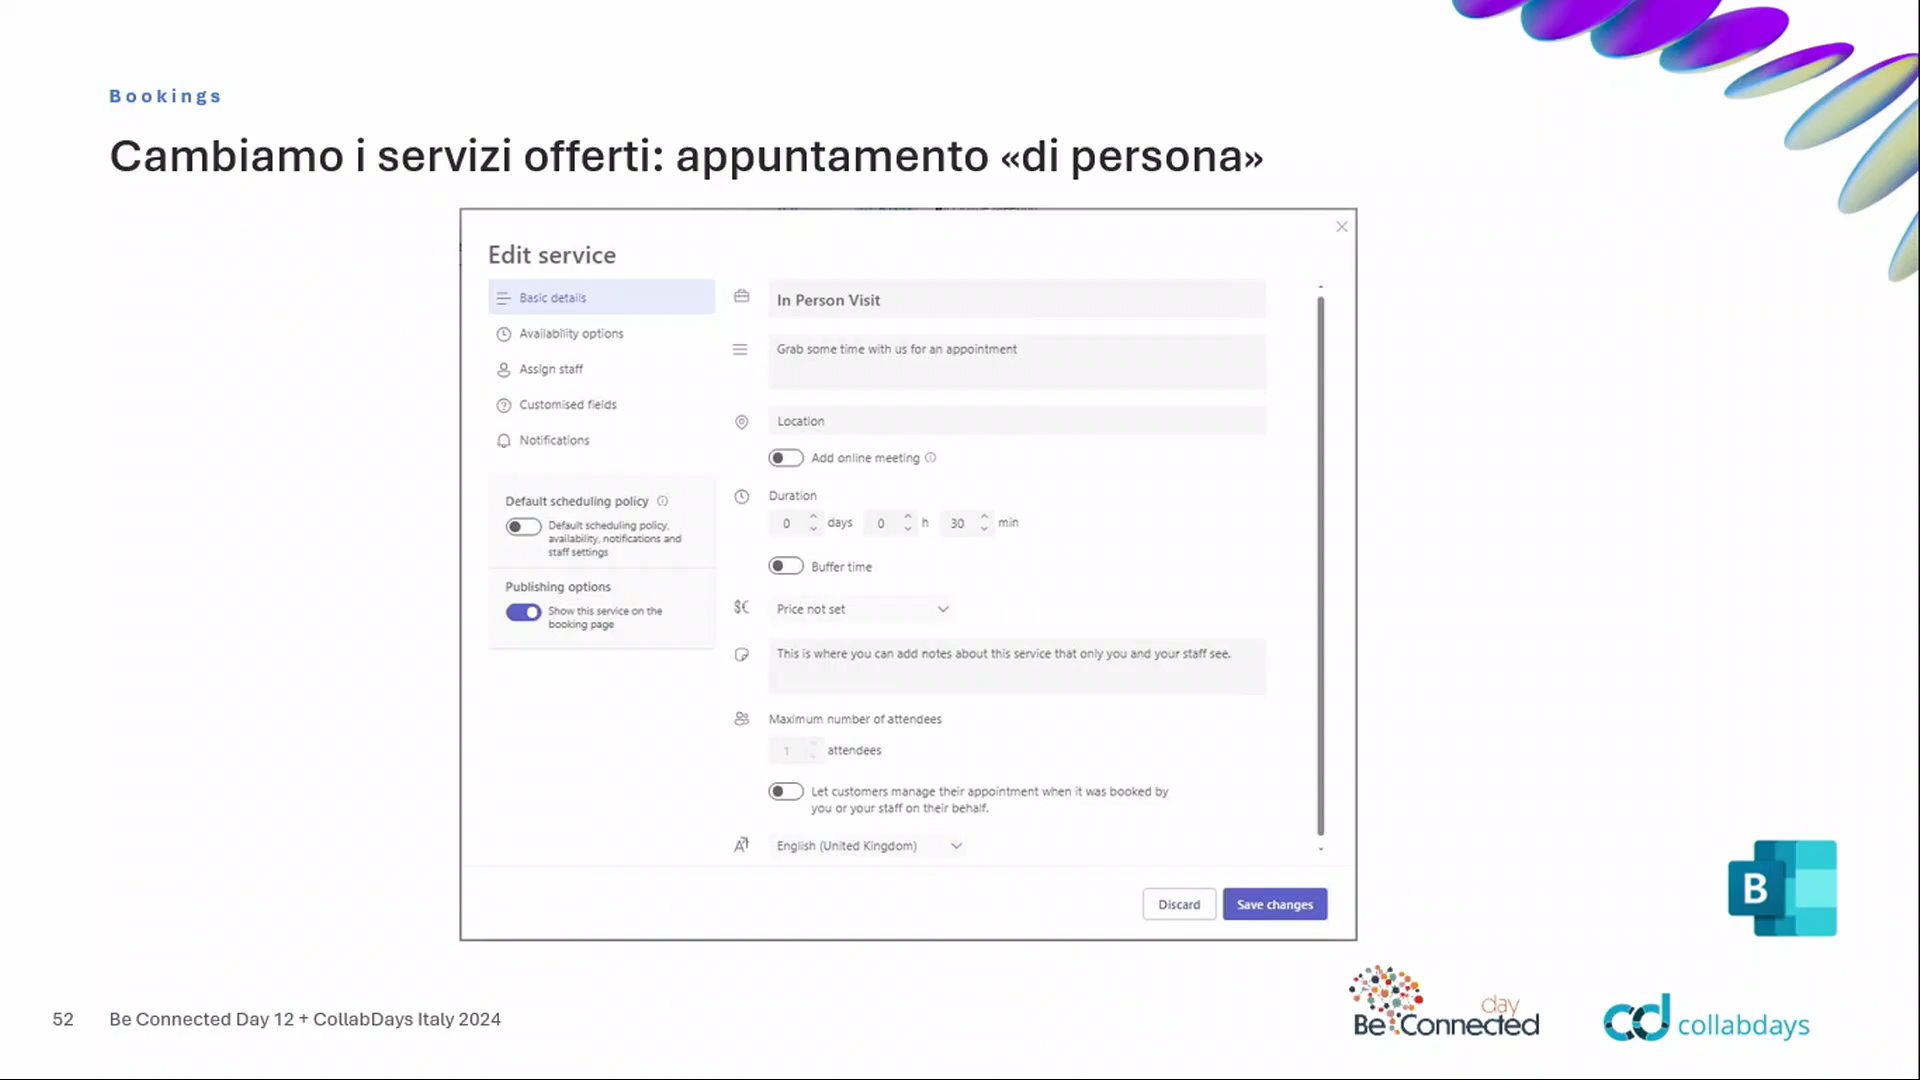 Bookings
Cambiamo i servizi offerti: appuntamento «di persona»
Edit service
Basic details
Availability options
Assign staff
Customised fields
Notifications
Default scheduling policy
Default scheduling policy,
availability, notifications and
staff settings
Publishing options
Show this service on the
booking page
In Person Visit
Grab some time with us for an appointment
Location
Add online meeting
Duration
0 days 0 h 30 min
Buffer time
$€ Price not set
This is where you can add notes about this service that only you and your staff see.
Maximum number of attendees
1 attendees
Let customers manage their appointment when it was booked by
you or your staff on their behalf.
English (United Kingdom)
Discard
Save changes
B
52
Be Connected Day 12 + CollabDays Italy 2024
day
Be Connected
cd collabdays